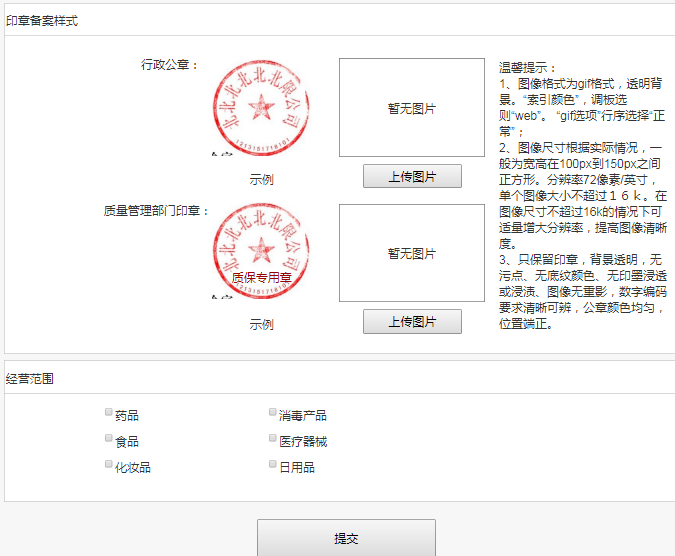 印章备案样式
行政公章：
北北北北北北限公司
1213151718101
示例
暂无图片
上传图片
质量管理部门印章：
北北北北北北限公司
质保专用章
1213151718101
示例
暂无图片
上传图片
温馨提示：
1、图像格式为gif格式，透明背
景。“索引颜色”，调板选
则“web”。 “gif选项”行序选择“正
常”；
2、图像尺寸根据实际情况，一
般为宽高在100px到150px之间
正方形。分辨率72像素/英寸，
单个图像大小不超过１６ｋ。在
图像尺寸不超过16k的情况下可
适量增大分辨率，提高图像清晰
度。
3、只保留印章，背景透明，无
污点、无底纹颜色、无印墨浸透
或浸渍、图像无重影，数字编码
要求清晰可辨，公章颜色均匀，
位置端正。
经营范围
药品
消毒产品
食品
医疗器械
化妆品
日用品
提交